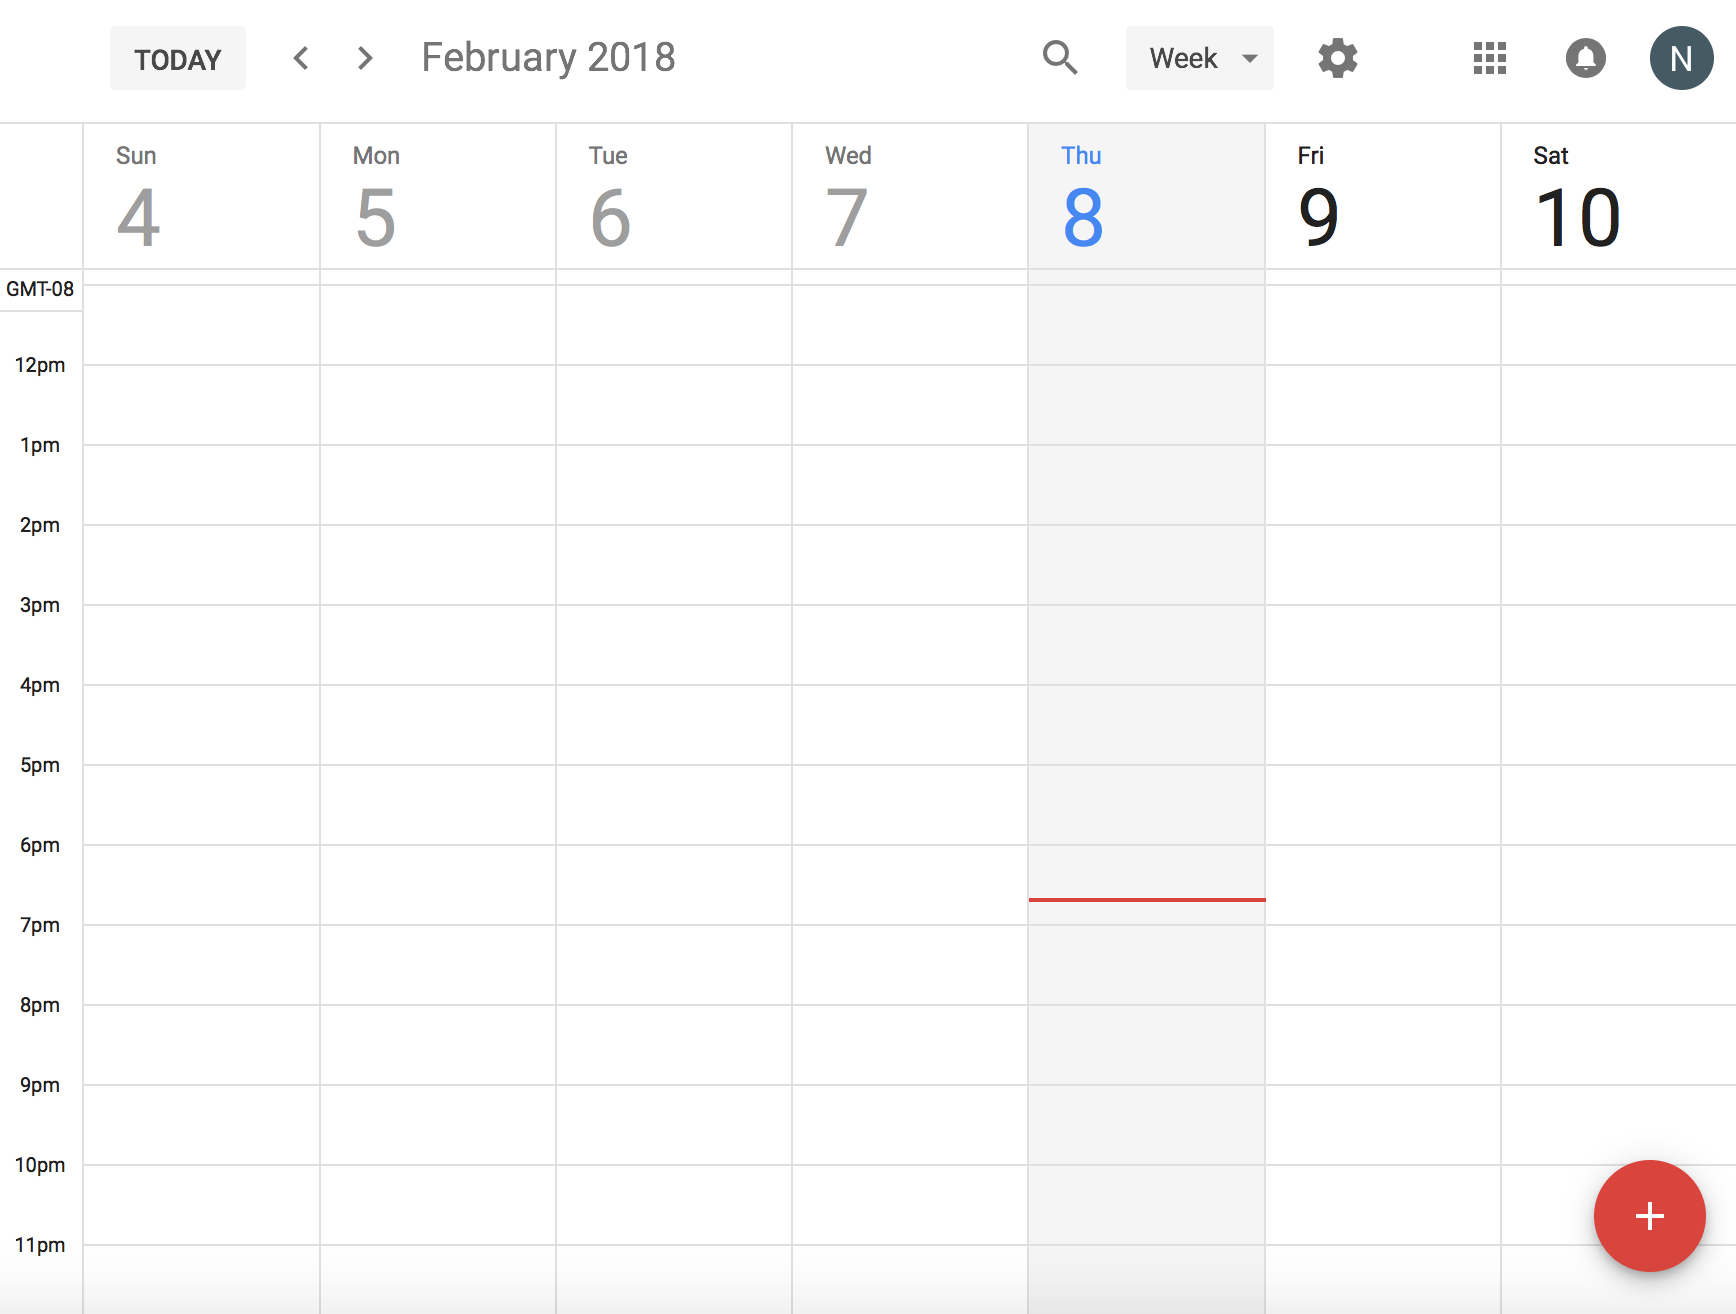 TODAY February 2018 Week N
Sun Mon Tue Wed Thu Fri Sat
4 5 6 7 8 9 10
GMT-08
12pm
1pm
2pm
3pm
4pm
5pm
6pm
7pm
8pm
9pm
10pm
11pm